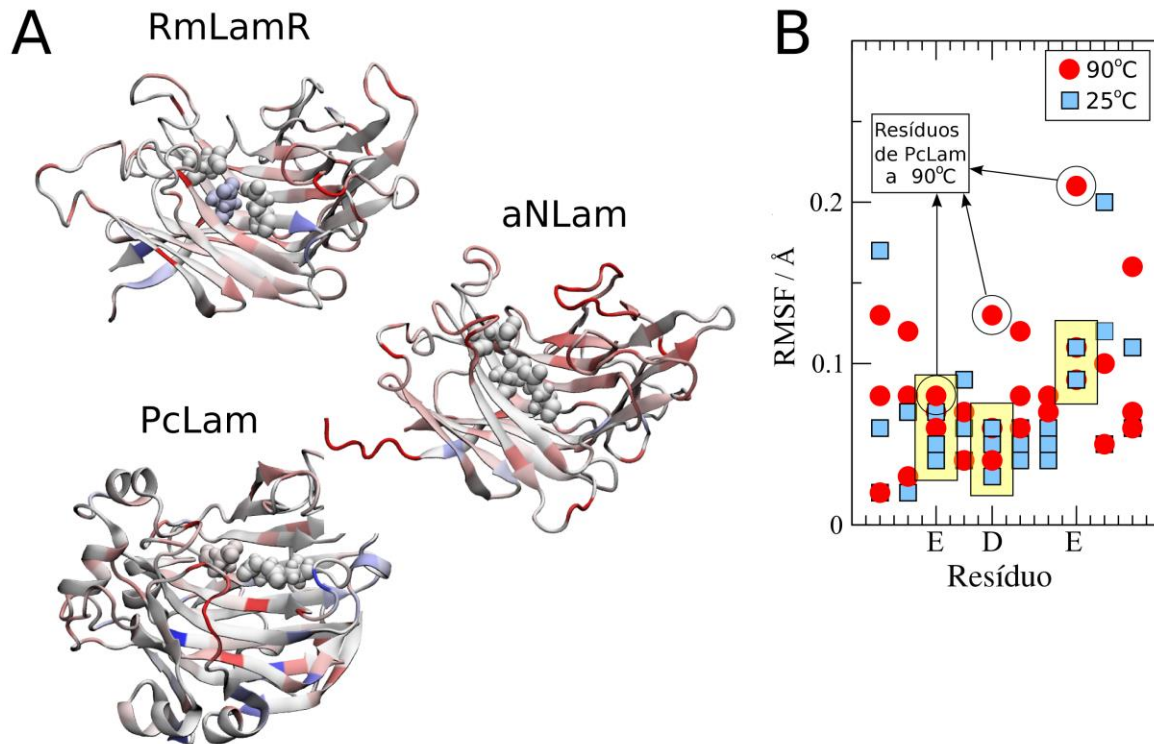 A
RmLamR
aNLam
PcLam
B
90°C
25°C
Resíduos
de PcLam
a 90°C
0.2
0.1
0
RMSF / Å
E D E
Resíduo